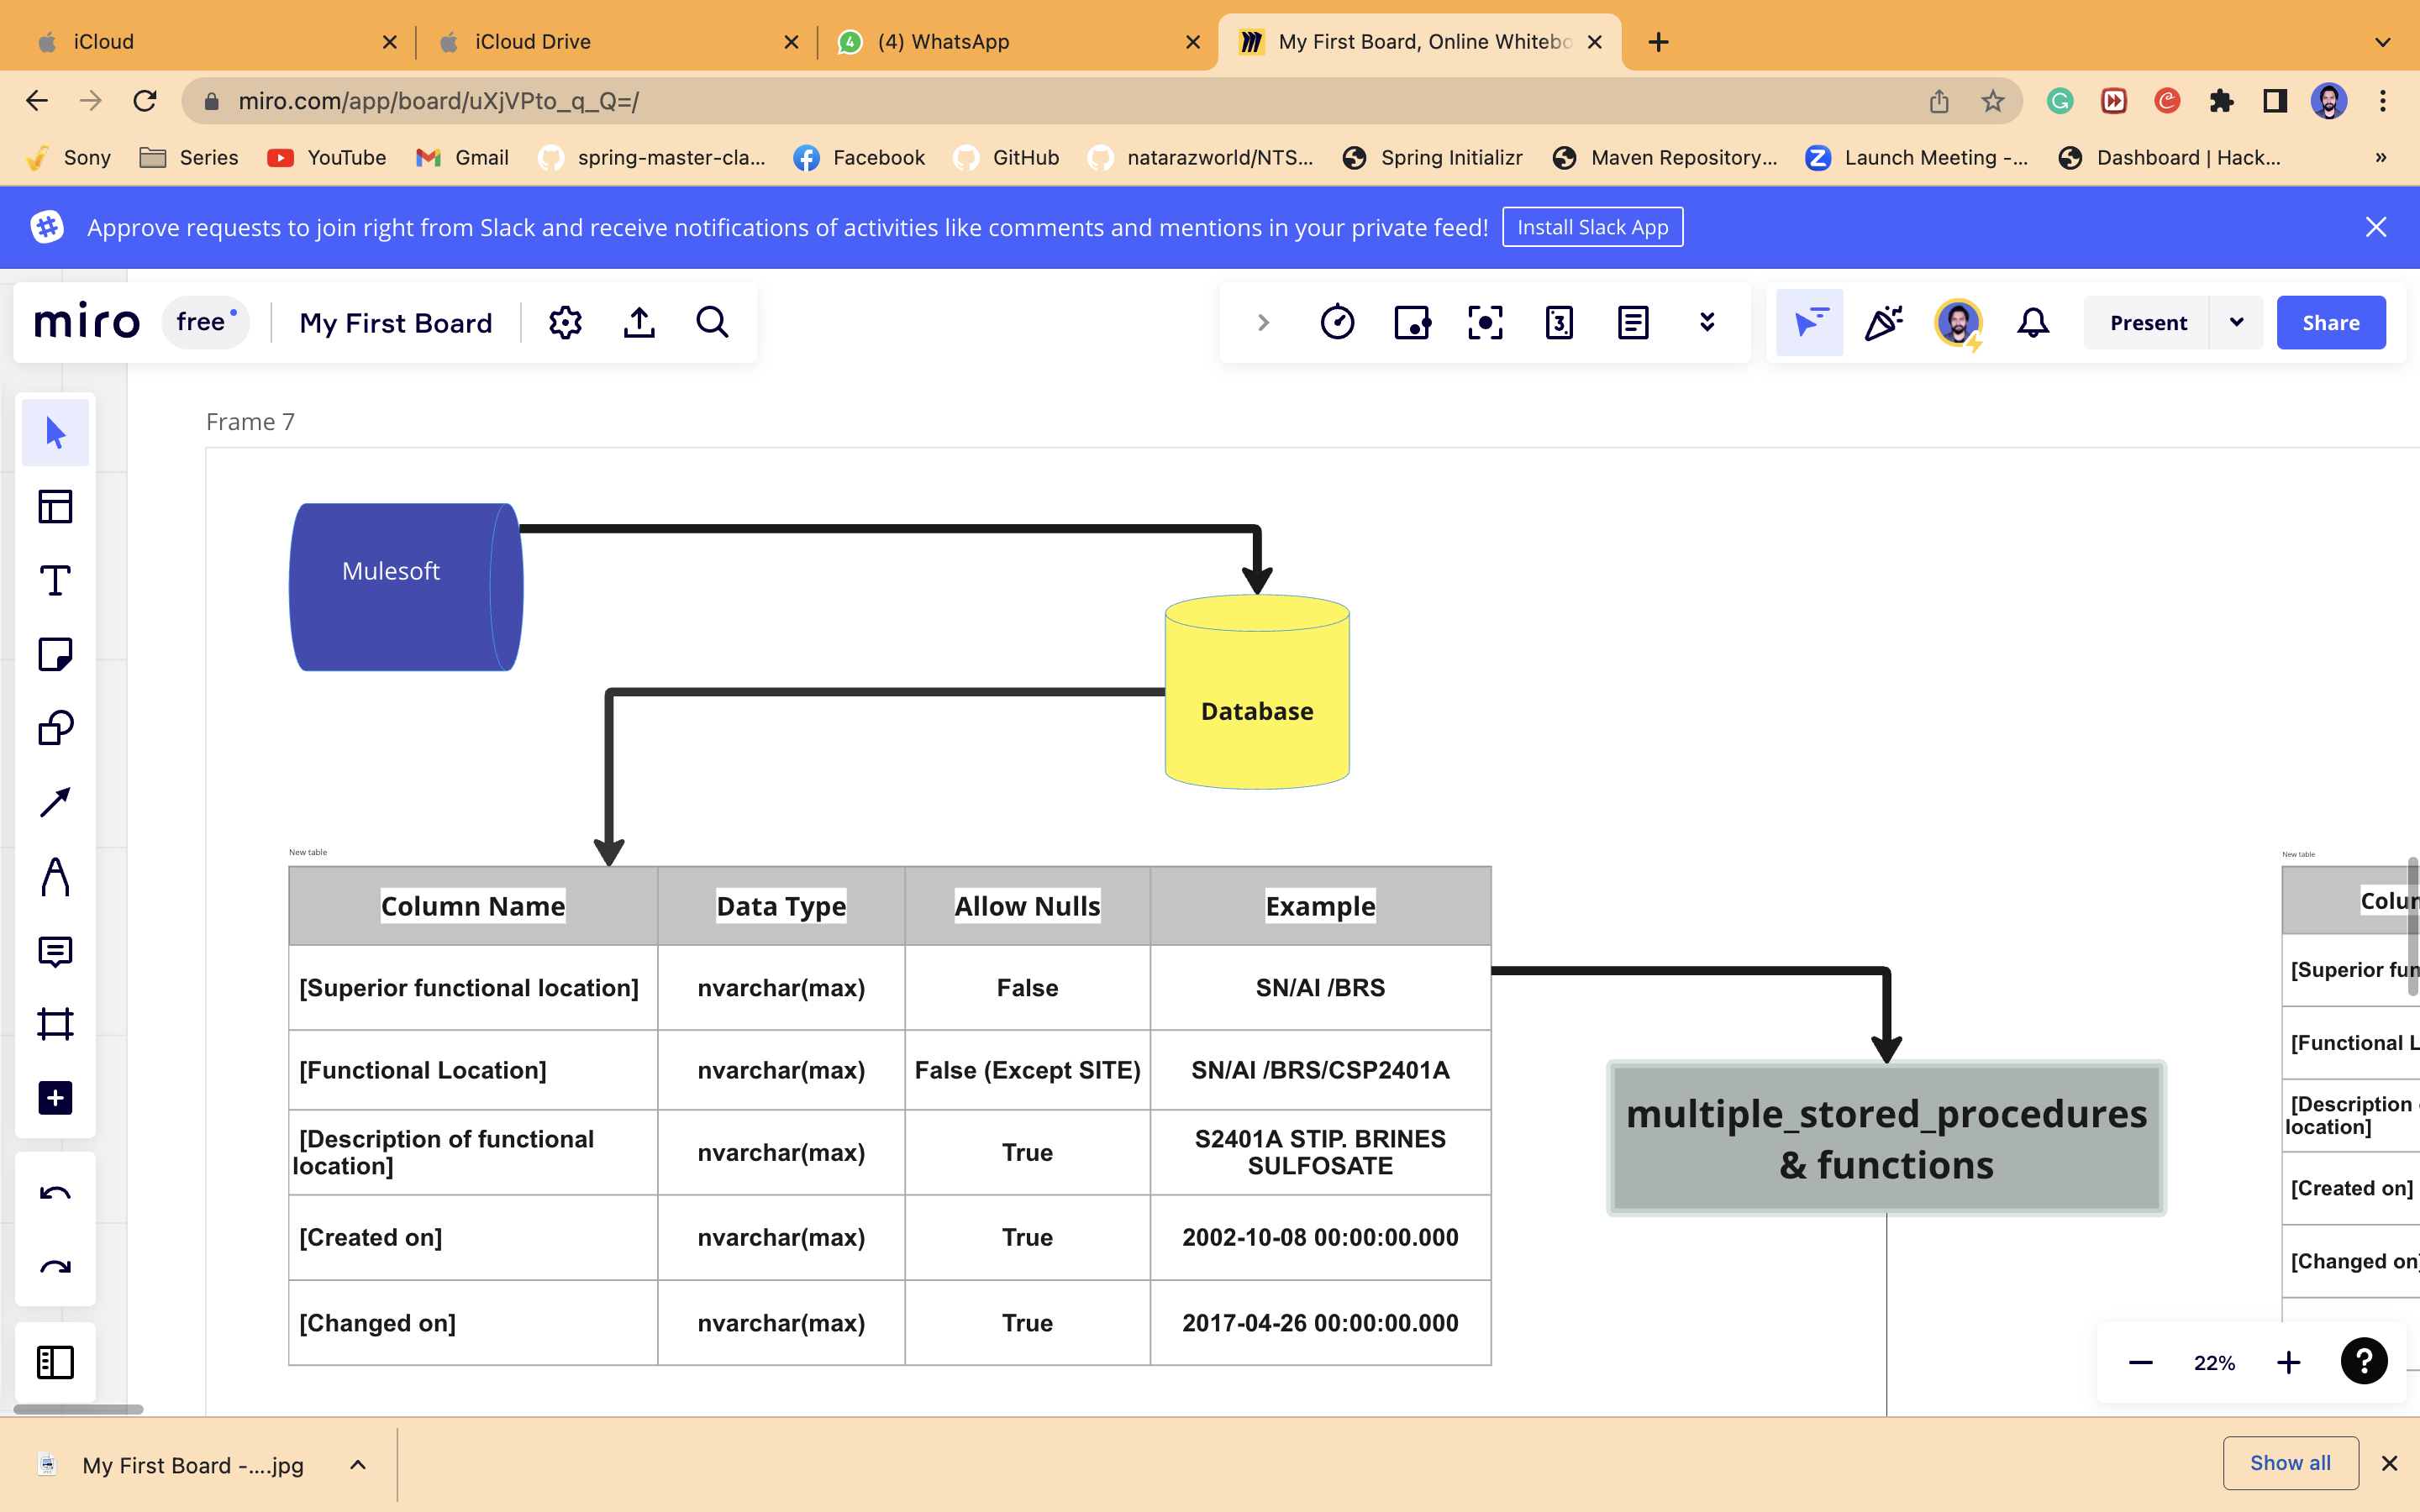 iCloud
iCloud Drive
4
(4) WhatsApp
My First Board, Online Whitebo
miro.com/app/board/uXjVPto_q_Q=/
Sony
Series
YouTube
Gmail
spring-master-cla...
Facebook
GitHub
natarazworld/NTS...
Spring Initializr
Maven Repository...
Launch Meeting -...
Dashboard | Hack...
»
Approve requests to join right from Slack and receive notifications of activities like comments and mentions in your private feed!
Install Slack App
miro
free
My First Board
3
Present
Share
Frame 7
Mulesoft
Database
New table
Column Name Data Type Allow Nulls Example
[Superior functional location] nvarchar(max) False SN/AI /BRS
[Functional Location] nvarchar(max) False (Except SITE) SN/AI /BRS/CSP2401A
[Description of functional
location] nvarchar(max) True S2401A STIP. BRINES
SULFOSATE
[Created on] nvarchar(max) True 2002-10-08 00:00:00.000
[Changed on] nvarchar(max) True 2017-04-26 00:00:00.000
multiple_stored_procedures
& functions
New table
Colum
[Superior fun
[Functional L
[Description
location]
[Created on]
[Changed on]
22%
?
My First Board -....jpg
Show all